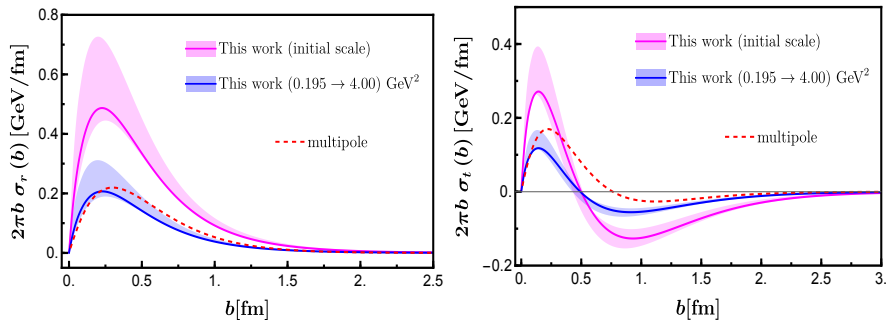 0.8
0.6
0.4
0.2
0.
2πb σr (b) [GeV/fm]
This work (initial scale)
This work (0.195 → 4.00) GeV²
multipole
0. 0.5 1. 1.5 2. 2.5
b[fm]
0.4
0.2
0.
−0.2
2πb σt (b) [GeV/fm]
This work (initial scale)
This work (0.195 → 4.00) GeV²
multipole
0. 0.5 1. 1.5 2. 2.5 3.
b[fm]